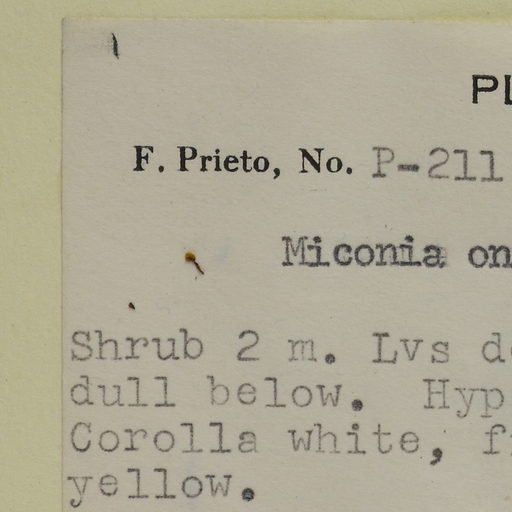 PL
F. Prieto, No. P-211
Miconia on
Shrub 2 m. Lvs d
dull below. Hyp
Corolla white, f
yellow.